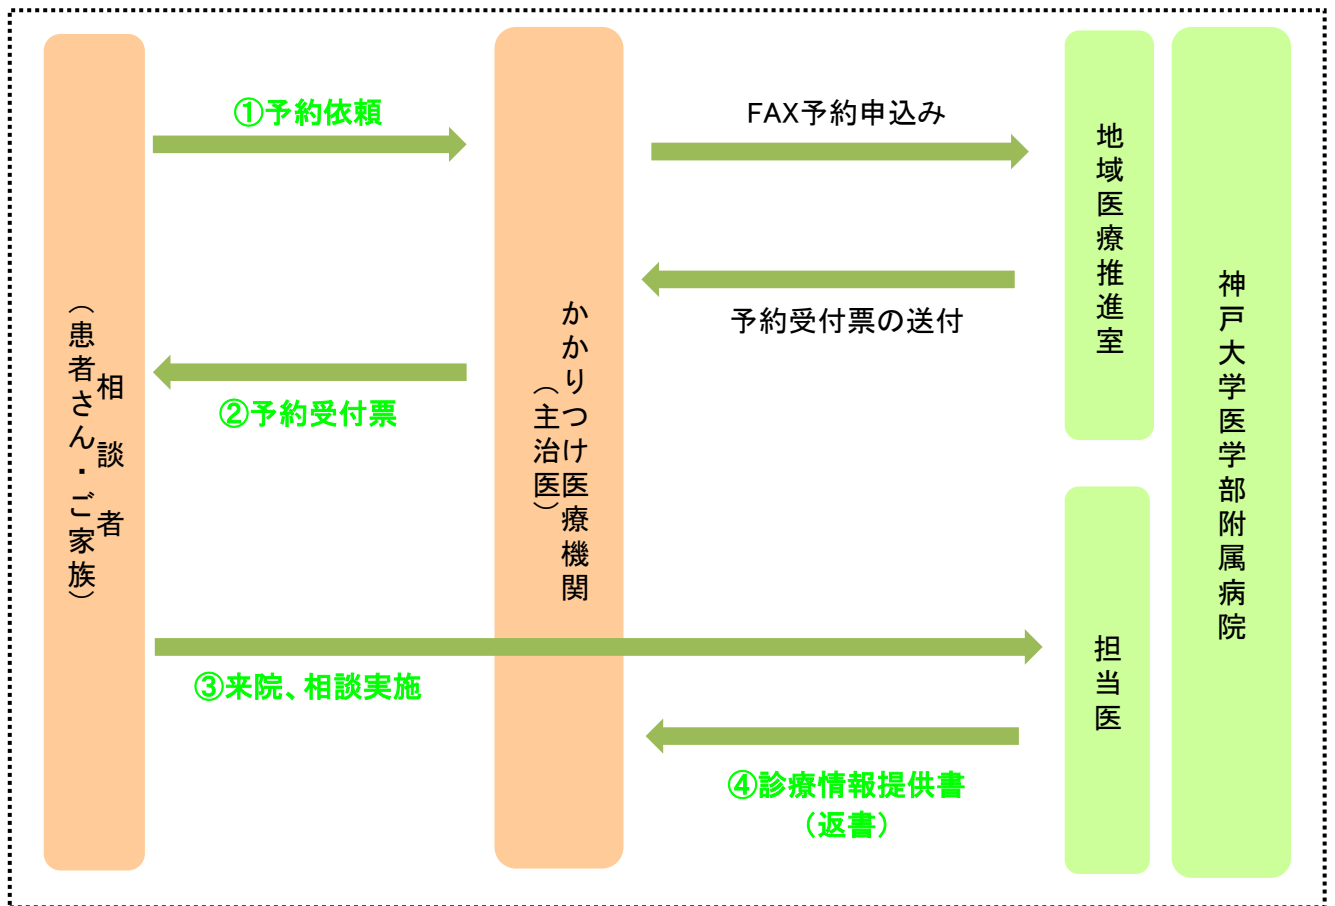 相談者
（患者さん・ご家族）
①予約依頼
②予約受付票
③来院、相談実施
かかりつけ医療機関
（主治医）
FAX予約申込み
予約受付票の送付
④診療情報提供書
（返書）
地域医療推進室
担当医
神戸大学医学部附属病院